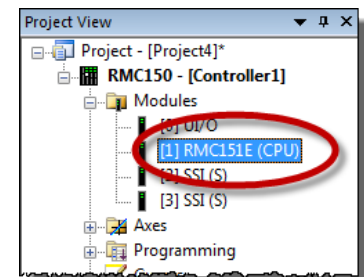 Project View
Project - [Project4]*
RMC150 - [Controller1]
Modules
[0] UI/O
[1] RMC151E (CPU)
[2] SSI (S)
[3] SSI (S)
Axes
Programming